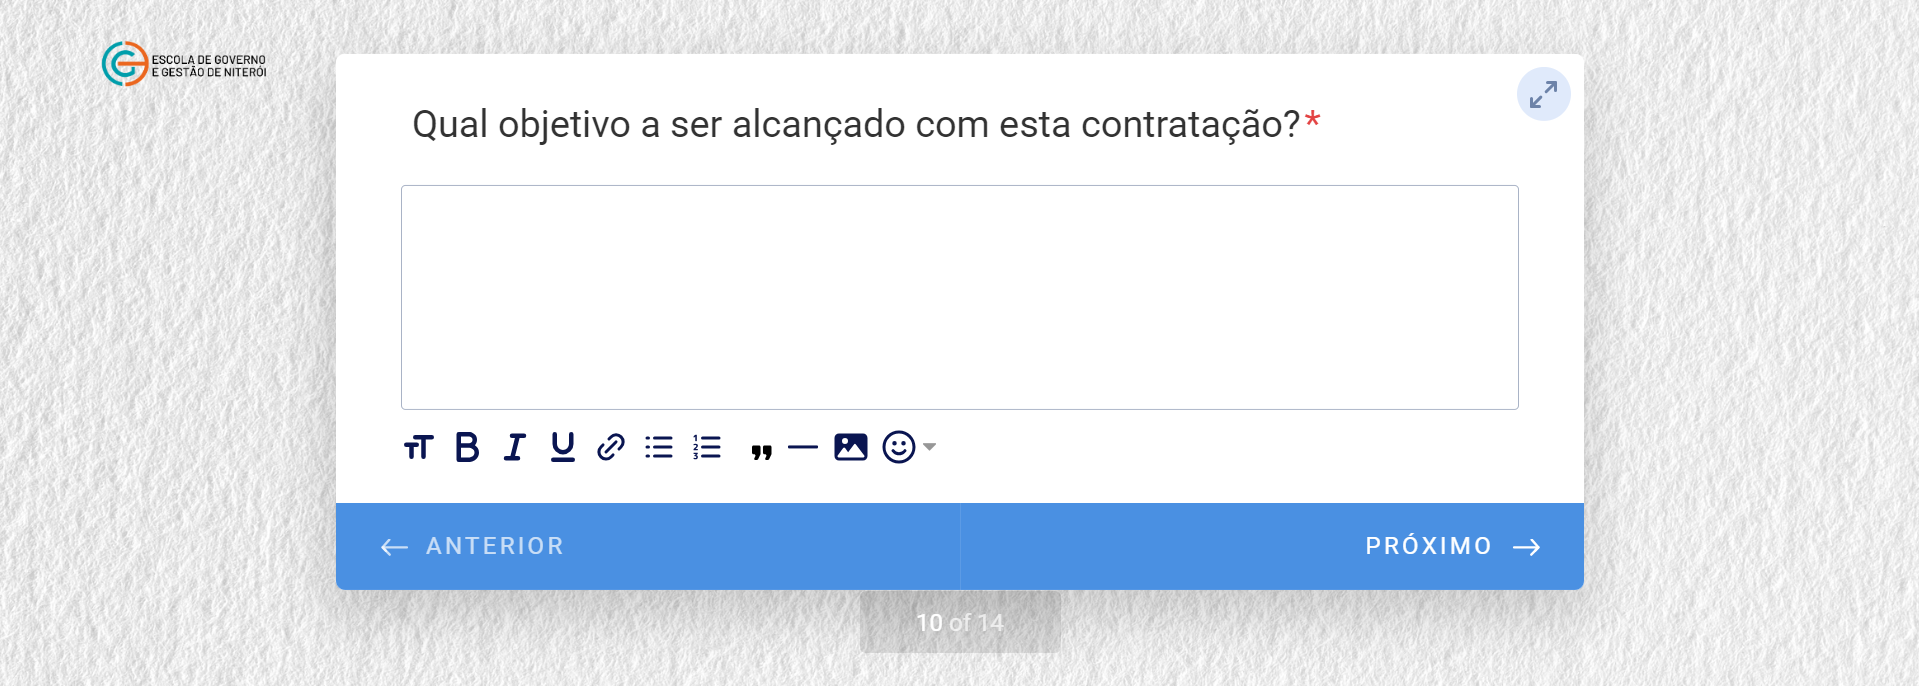 ESCOLA DE GOVERNO
E GESTÃO DE NITERÓI
Qual objetivo a ser alcançado com esta contratação?*
ANTERIOR
PRÓXIMO
10 of 14